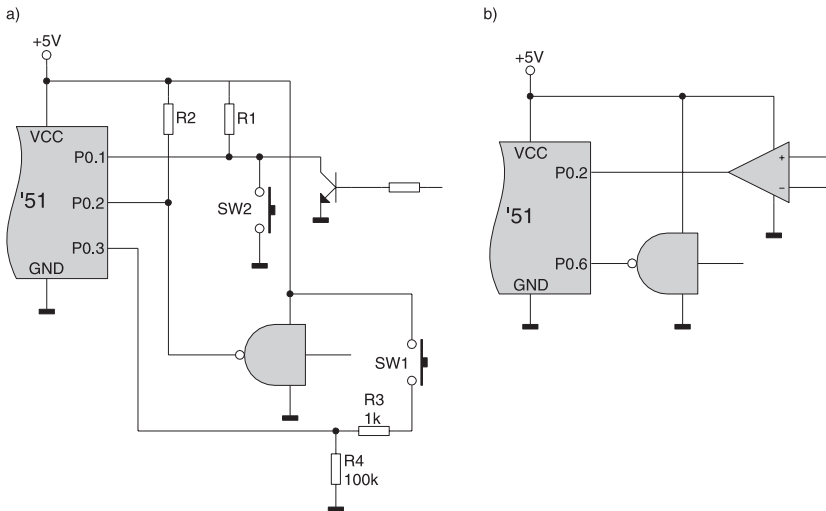 a)
+5V
R2
R1
VCC
P0.1
'51
P0.2
SW2
P0.3
GND
SW1
R3
1k
R4
100k
b)
+5V
VCC
P0.2
+
−
'51
P0.6
GND